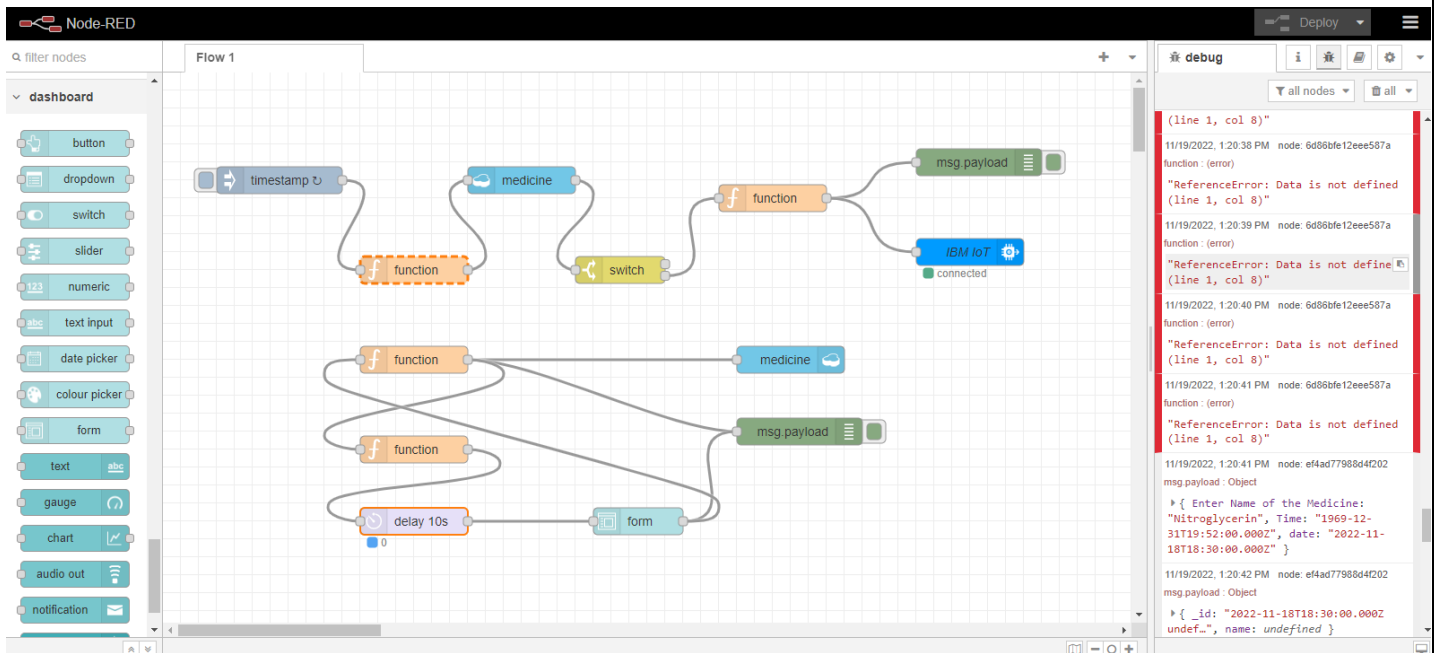 Node-RED
Deploy
filter nodes
Flow 1
debug
i
all nodes
all
dashboard
button
dropdown
switch
slider
123
numeric
abc
text input
date picker
colour picker
form
text
abc
gauge
chart
audio out
notification
timestamp ↻
medicine
f
function
switch
f
function
msg.payload
IBM IoT
connected
f
function
medicine
f
function
msg.payload
delay 10s
0
form
(line 1, col 8)"
11/19/2022, 1:20:38 PM node: 6d86bfe12eee587a
function : (error)
"ReferenceError: Data is not defined
(line 1, col 8)"
11/19/2022, 1:20:39 PM node: 6d86bfe12eee587a
function : (error)
"ReferenceError: Data is not define
(line 1, col 8)"
11/19/2022, 1:20:40 PM node: 6d86bfe12eee587a
function : (error)
"ReferenceError: Data is not defined
(line 1, col 8)"
11/19/2022, 1:20:41 PM node: 6d86bfe12eee587a
function : (error)
"ReferenceError: Data is not defined
(line 1, col 8)"
11/19/2022, 1:20:41 PM node: ef4ad77988d4f202
msg.payload : Object
{ Enter Name of the Medicine:
"Nitroglycerin", Time: "1969-12-
31T19:52:00.000Z", date: "2022-11-
18T18:30:00.000Z" }
11/19/2022, 1:20:42 PM node: ef4ad77988d4f202
msg.payload : Object
{ _id: "2022-11-18T18:30:00.000Z
undef…", name: undefined }